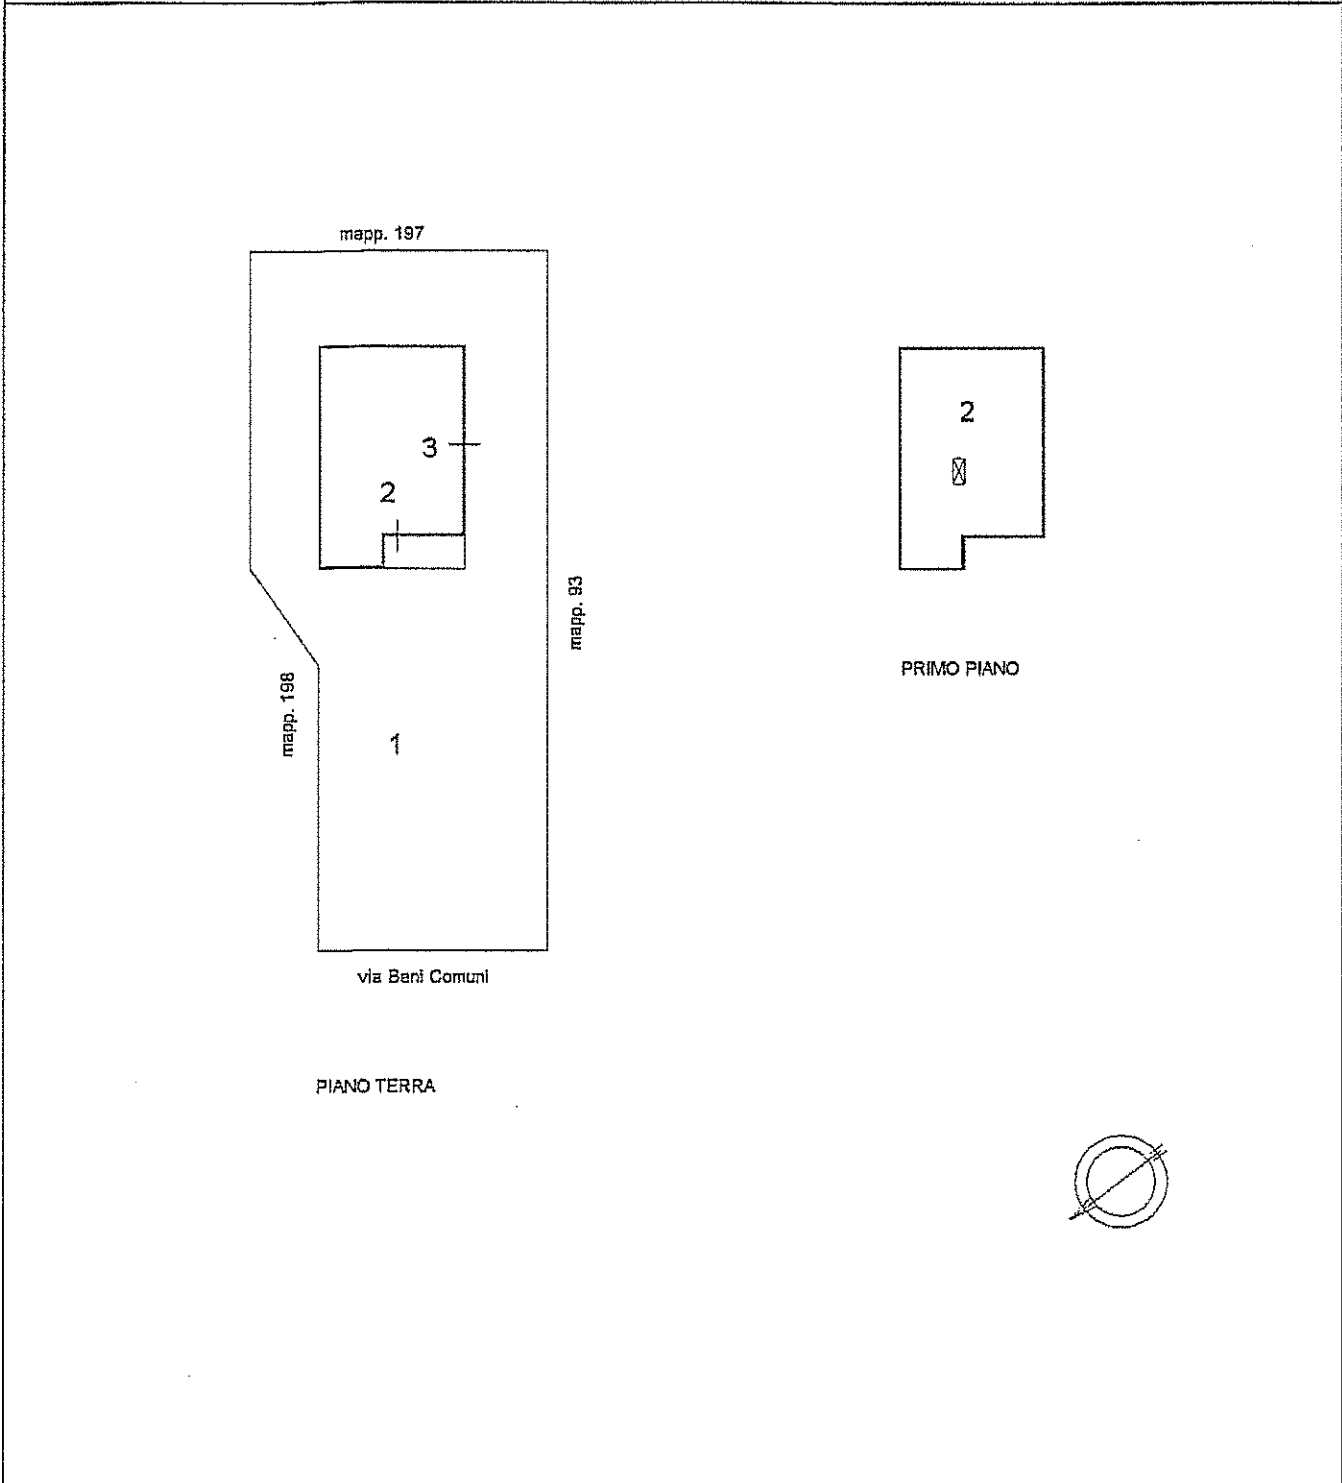 mapp. 197
3
2
2
mapp. 93
PRIMO PIANO
mapp. 198
1
via Beni Comuni
PIANO TERRA